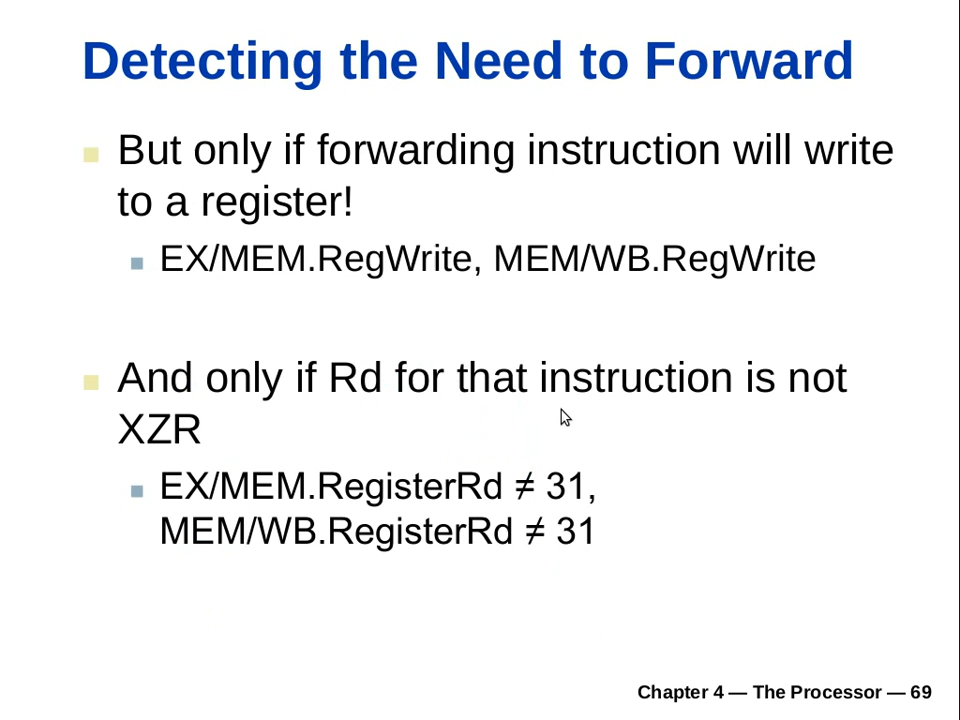 Detecting the Need to Forward
But only if forwarding instruction will write
to a register!
EX/MEM.RegWrite, MEM/WB.RegWrite
And only if Rd for that instruction is not
XZR
EX/MEM.RegisterRd ≠ 31,
MEM/WB.RegisterRd ≠ 31
Chapter 4 — The Processor — 69